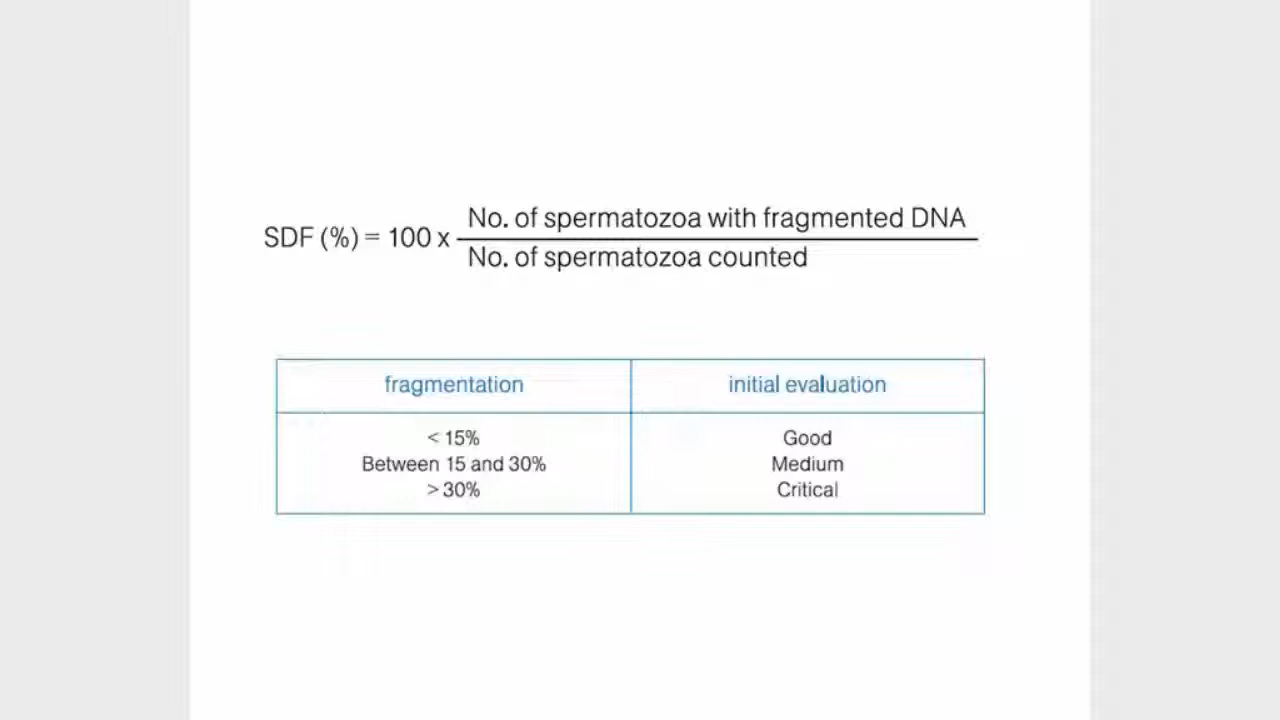 SDF (%) = 100 x No. of spermatozoa with fragmented DNA
No. of spermatozoa counted
fragmentation initial evaluation
< 15% Good
Between 15 and 30% Medium
> 30% Critical